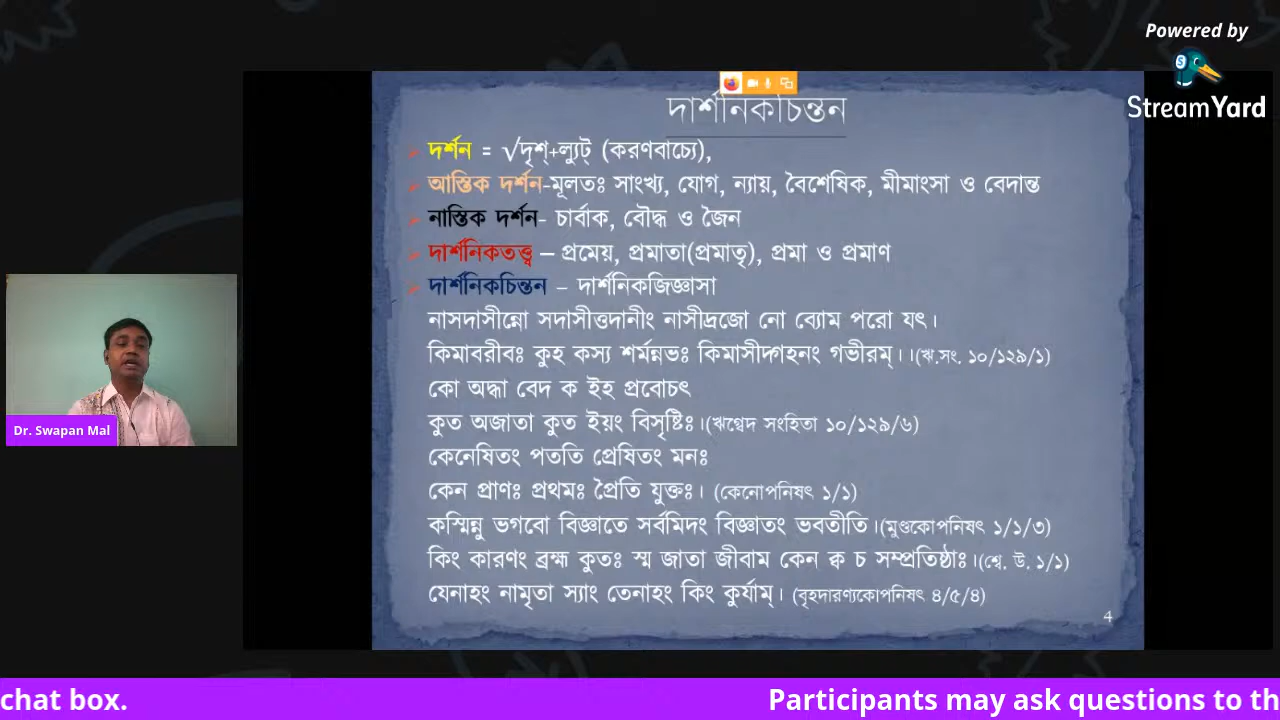 Powered by
StreamYard
দার্শনিকচিন্তন
দর্শন = √দৃশ্+ল্যুট্ (করণবাচ্যে),
আস্তিক দর্শন-মূলতঃ সাংখ্য, যোগ, ন্যায়, বৈশেষিক, মীমাংসা ও বেদান্ত
নাস্তিক দর্শন- চার্বাক, বৌদ্ধ ও জৈন
দার্শনিকতত্ত্ব – প্রমেয়, প্রমাতা(প্রমাতৃ), প্রমা ও প্রমাণ
দার্শনিকচিন্তন – দার্শনিকজিজ্ঞাসা
নাসদাসীন্নো সদাসীত্তদানীং নাসীদ্রজো নো ব্যোম পরো যৎ।
কিমাবরীবঃ কুহ কস্য শর্মন্নভঃ কিমাসীদ্গহনং গভীরম্।।(ঋ.সং. ১০/১২৯/১)
কো অদ্ধা বেদ ক ইহ প্রবোচৎ
কুত অজাতা কুত ইয়ং বিসৃষ্টিঃ।(ঋগ্বেদ সংহিতা ১০/১২৯/৬)
কেনেষিতং পততি প্রেষিতং মনঃ
কেন প্রাণঃ প্রথমঃ প্রৈতি যুক্তঃ। (কেনোপনিষৎ ১/১)
কস্মিন্নু ভগবো বিজ্ঞাতে সর্বমিদং বিজ্ঞাতং ভবতীতি।(মুণ্ডকোপনিষৎ ১/১/৩)
কিং কারণং ব্রহ্ম কুতঃ স্ম জাতা জীবাম কেন ক্ব চ সম্প্রতিষ্ঠাঃ।(শ্বে. উ. ১/১)
যেনাহং নামৃতা স্যাং তেনাহং কিং কুর্যাম্। (বৃহদারণ্যকোপনিষৎ ৪/৫/৪)
4
Dr. Swapan Mal
chat box. Participants may ask questions to th